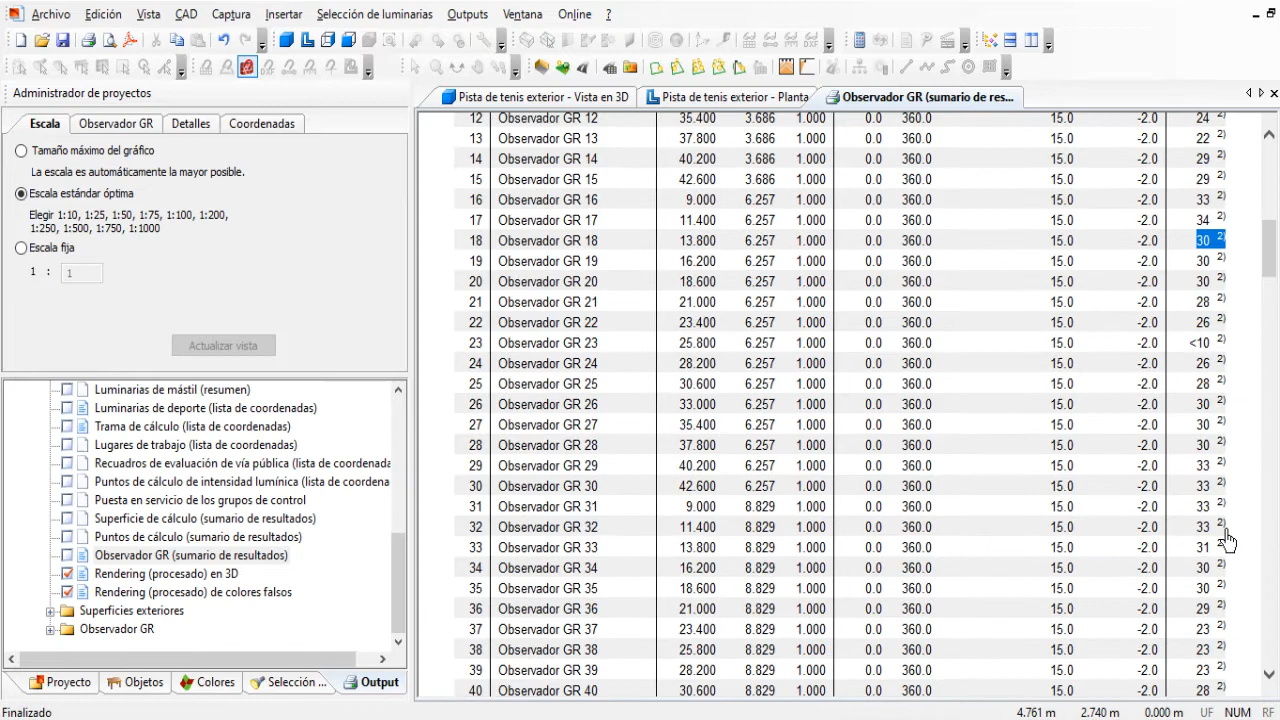 Archivo Edición Vista CAD Captura Insertar Selección de luminarias Outputs Ventana Online ?
Administrador de proyectos
Pista de tenis exterior - Vista en 3D Pista de tenis exterior - Planta Observador GR (sumario de res...
Escala Observador GR Detalles Coordenadas
Tamaño máximo del gráfico
La escala es automáticamente la mayor posible.
Escala estándar óptima
Elegir 1:10, 1:25, 1:50, 1:75, 1:100, 1:200,
1:250, 1:500, 1:750, 1:1000
Escala fija
1 : 1
Actualizar vista
Luminarias de mástil (resumen)
Luminarias de deporte (lista de coordenadas)
Trama de cálculo (lista de coordenadas)
Lugares de trabajo (lista de coordenadas)
Recuadros de evaluación de vía pública (lista de coordenada
Puntos de cálculo de intensidad lumínica (lista de coordena
Puesta en servicio de los grupos de control
Superficie de cálculo (sumario de resultados)
Puntos de cálculo (sumario de resultados)
Observador GR (sumario de resultados)
Rendering (procesado) en 3D
Rendering (procesado) de colores falsos
Superficies exteriores
Observador GR
Proyecto Objetos Colores Selección ... Output
12 Observador GR 12 35.400 3.686 1.000 0.0 360.0 15.0 -2.0 24 2)
13 Observador GR 13 37.800 3.686 1.000 0.0 360.0 15.0 -2.0 22 2)
14 Observador GR 14 40.200 3.686 1.000 0.0 360.0 15.0 -2.0 29 2)
15 Observador GR 15 42.600 3.686 1.000 0.0 360.0 15.0 -2.0 29 2)
16 Observador GR 16 9.000 6.257 1.000 0.0 360.0 15.0 -2.0 33 2)
17 Observador GR 17 11.400 6.257 1.000 0.0 360.0 15.0 -2.0 34 2)
18 Observador GR 18 13.800 6.257 1.000 0.0 360.0 15.0 -2.0 30 2)
19 Observador GR 19 16.200 6.257 1.000 0.0 360.0 15.0 -2.0 30 2)
20 Observador GR 20 18.600 6.257 1.000 0.0 360.0 15.0 -2.0 30 2)
21 Observador GR 21 21.000 6.257 1.000 0.0 360.0 15.0 -2.0 28 2)
22 Observador GR 22 23.400 6.257 1.000 0.0 360.0 15.0 -2.0 26 2)
23 Observador GR 23 25.800 6.257 1.000 0.0 360.0 15.0 -2.0 <10 2)
24 Observador GR 24 28.200 6.257 1.000 0.0 360.0 15.0 -2.0 26 2)
25 Observador GR 25 30.600 6.257 1.000 0.0 360.0 15.0 -2.0 28 2)
26 Observador GR 26 33.000 6.257 1.000 0.0 360.0 15.0 -2.0 30 2)
27 Observador GR 27 35.400 6.257 1.000 0.0 360.0 15.0 -2.0 30 2)
28 Observador GR 28 37.800 6.257 1.000 0.0 360.0 15.0 -2.0 30 2)
29 Observador GR 29 40.200 6.257 1.000 0.0 360.0 15.0 -2.0 33 2)
30 Observador GR 30 42.600 6.257 1.000 0.0 360.0 15.0 -2.0 33 2)
31 Observador GR 31 9.000 8.829 1.000 0.0 360.0 15.0 -2.0 33 2)
32 Observador GR 32 11.400 8.829 1.000 0.0 360.0 15.0 -2.0 33 2)
33 Observador GR 33 13.800 8.829 1.000 0.0 360.0 15.0 -2.0 31
34 Observador GR 34 16.200 8.829 1.000 0.0 360.0 15.0 -2.0 30 2)
35 Observador GR 35 18.600 8.829 1.000 0.0 360.0 15.0 -2.0 30 2)
36 Observador GR 36 21.000 8.829 1.000 0.0 360.0 15.0 -2.0 29 2)
37 Observador GR 37 23.400 8.829 1.000 0.0 360.0 15.0 -2.0 23 2)
38 Observador GR 38 25.800 8.829 1.000 0.0 360.0 15.0 -2.0 23 2)
39 Observador GR 39 28.200 8.829 1.000 0.0 360.0 15.0 -2.0 23 2)
40 Observador GR 40 30.600 8.829 1.000 0.0 360.0 15.0 -2.0 28 2)
Finalizado 4.761 m 2.740 m 0.000 m UF NUM RF